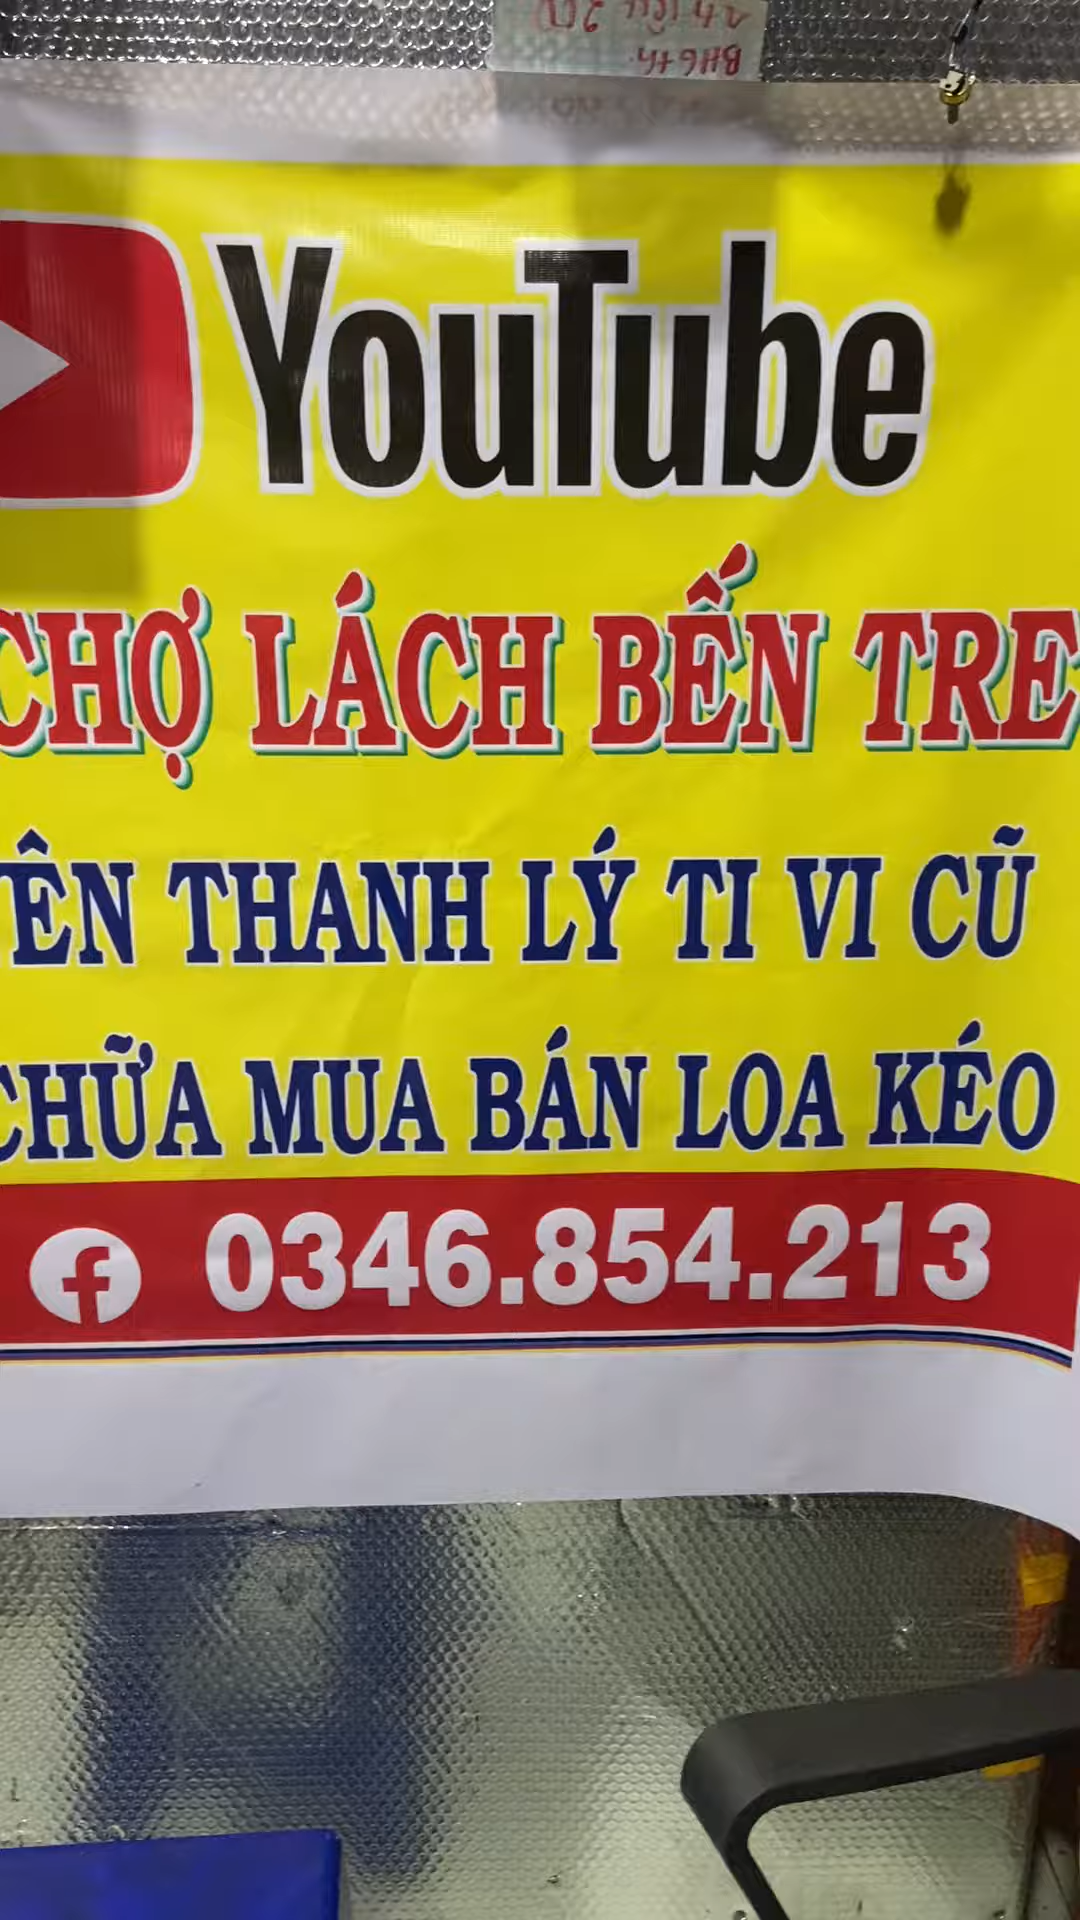 YouTube
CHỢ LÁCH BẾN TRE
ÊN THANH LÝ TI VI CŨ
CHỮA MUA BÁN LOA KÉO
0346.854.213